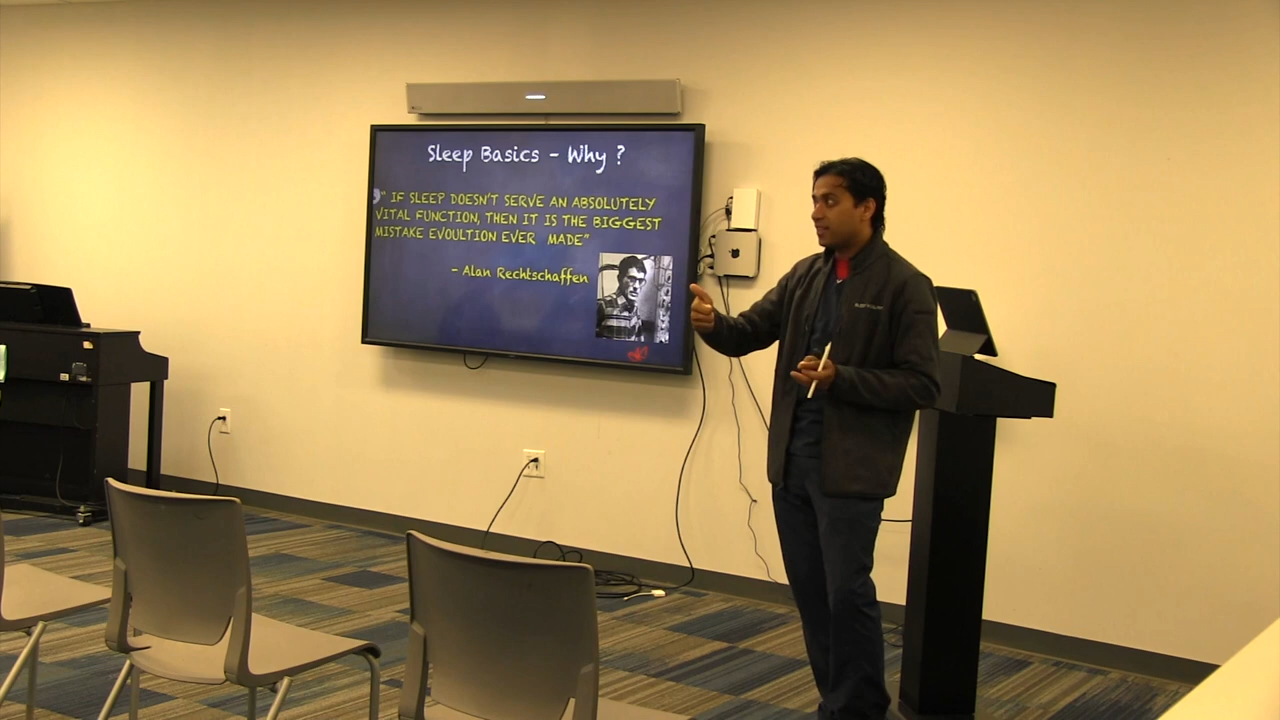 Sleep Basics - Why ?
" IF SLEEP DOESN'T SERVE AN ABSOLUTELY
VITAL FUNCTION, THEN IT IS THE BIGGEST
MISTAKE EVOULTION EVER MADE"
- Alan Rechtschaffen